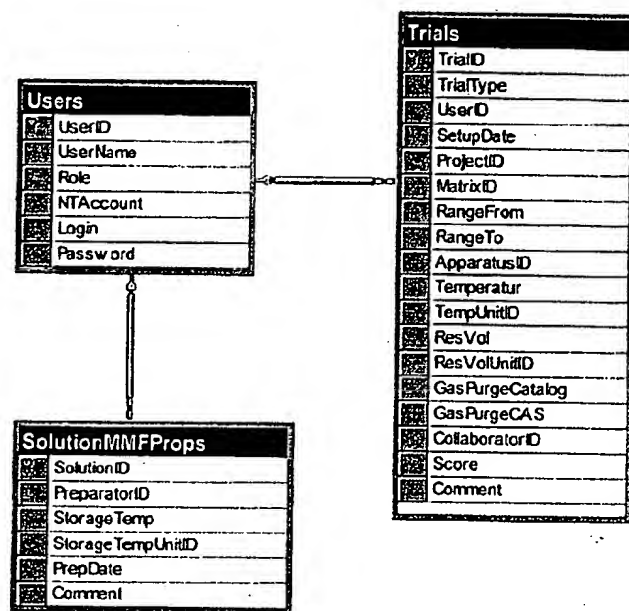 Users
UserID
UserName
Role
NTAccount
Login
Password
Trials
TrialID
TrialType
UserID
SetupDate
ProjectID
MatrixID
RangeFrom
RangeTo
ApparatusID
Temperatur
TempUnitID
ResVol
ResVolUnitID
GasPurgeCatalog
GasPurgeCAS
CollaboratorID
Score
Comment
SolutionMMFProps
SolutionID
PreparatorID
StorageTemp
StorageTempUnitID
PrepDate
Comment